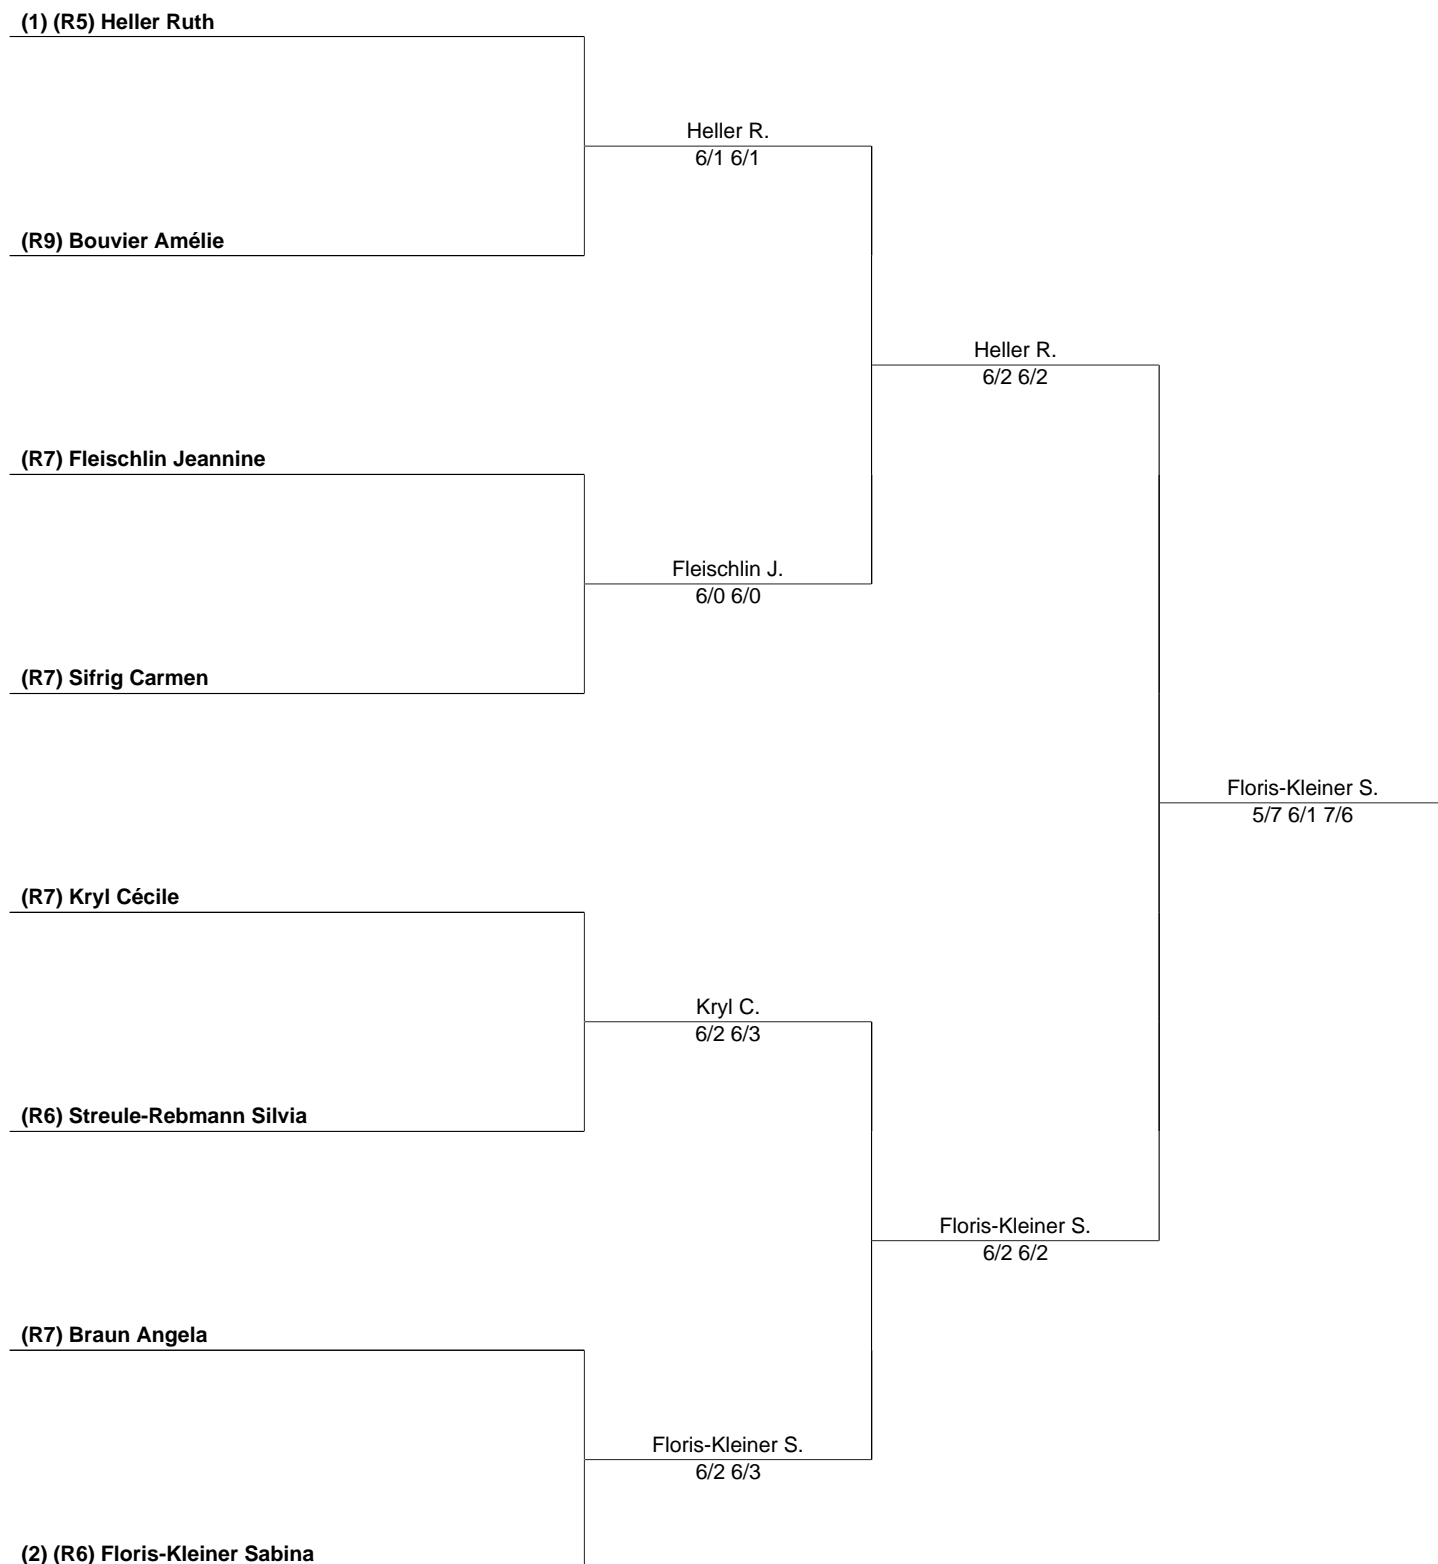 (1) (R5) Heller Ruth
Heller R.
6/1 6/1
(R9) Bouvier Amélie
Heller R.
6/2 6/2
(R7) Fleischlin Jeannine
Fleischlin J.
6/0 6/0
(R7) Sifrig Carmen
Floris-Kleiner S.
5/7 6/1 7/6
(R7) Kryl Cécile
Kryl C.
6/2 6/3
(R6) Streule-Rebmann Silvia
Floris-Kleiner S.
6/2 6/2
(R7) Braun Angela
Floris-Kleiner S.
6/2 6/3
(2) (R6) Floris-Kleiner Sabina